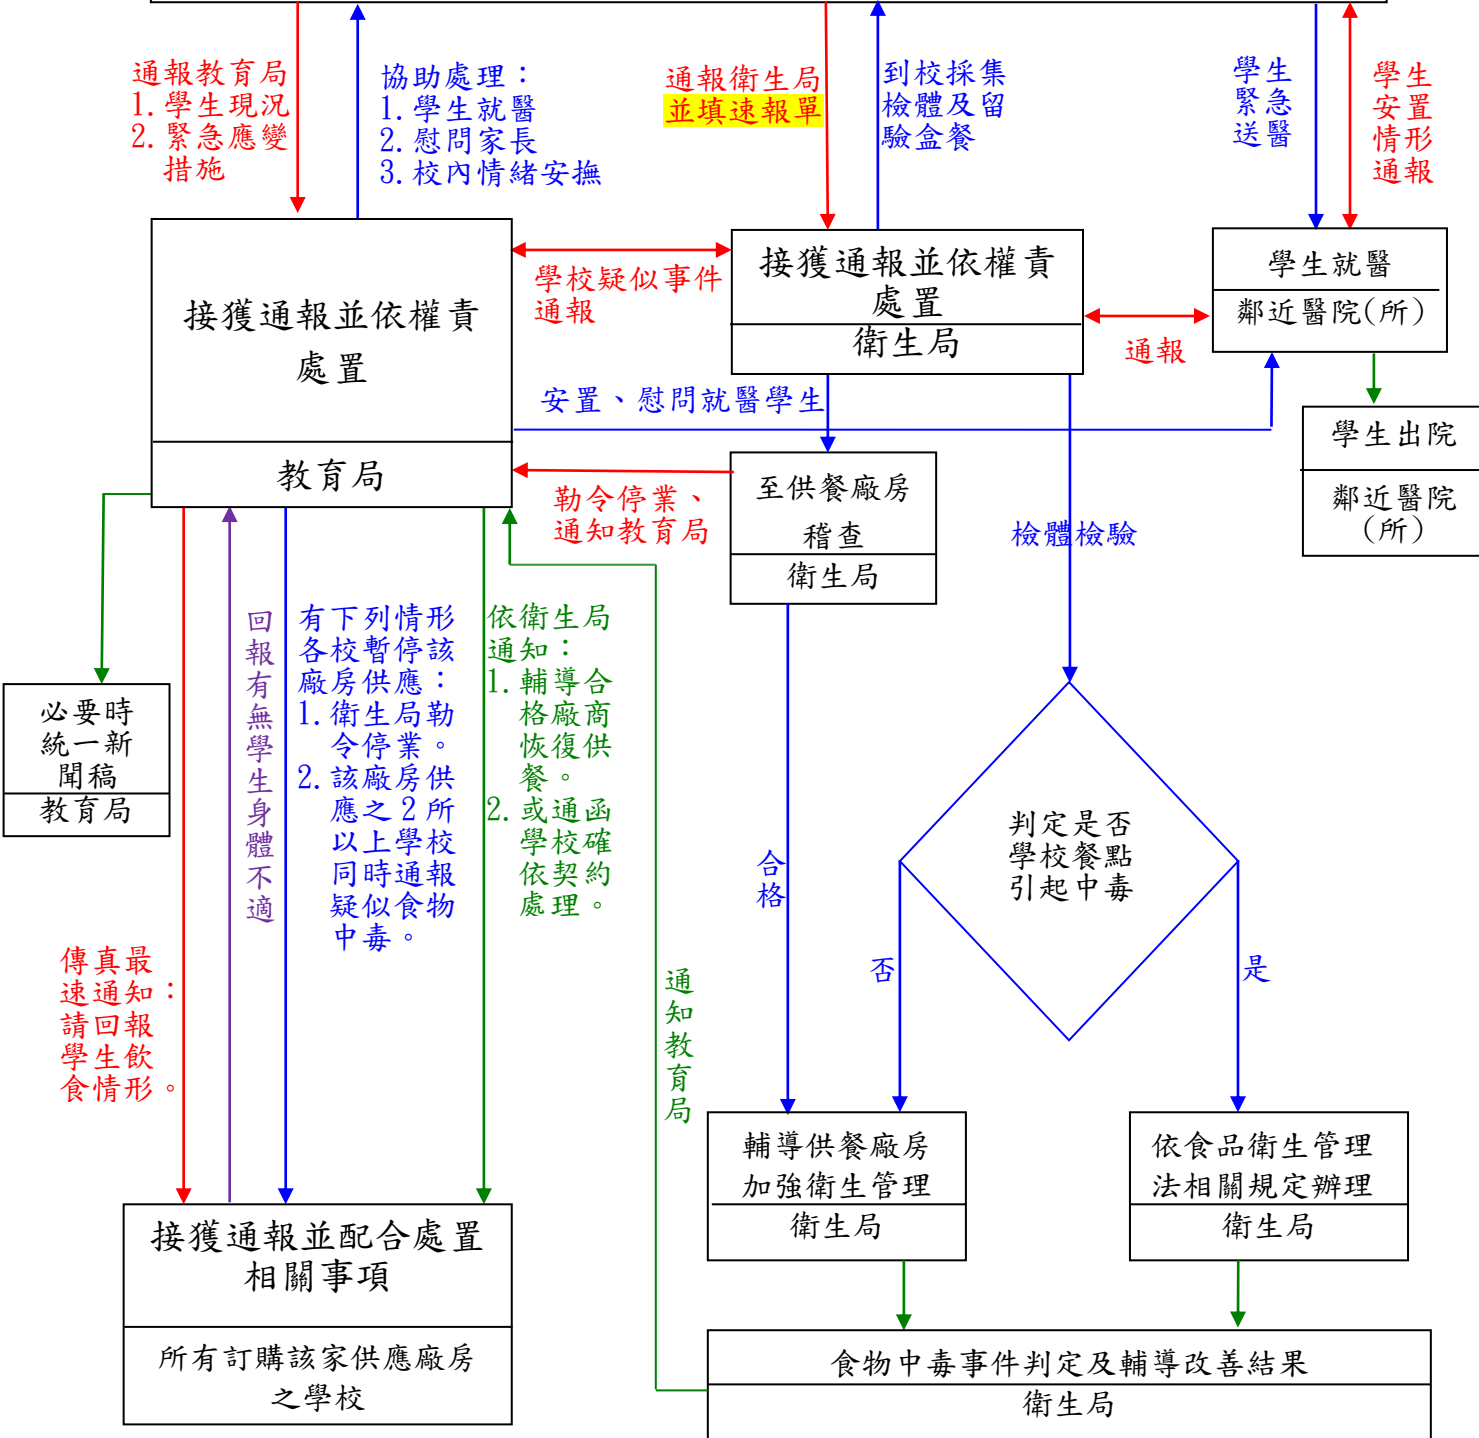 通報教育局
1.學生現況
2.緊急應變
措施
協助處理：
1.學生就醫
2.慰問家長
3.校內情緒安撫
通報衛生局
並填速報單
到校採集
檢體及留
驗盒餐
學生
緊急
送醫
學生
安置
情形
通報
接獲通報並依權責
處置
教育局
學校疑似事件
通報
接獲通報並依權責
處置
衛生局
通報
學生就醫
鄰近醫院(所)
安置、慰問就醫學生
學生出院
鄰近醫院
(所)
勒令停業、
通知教育局
至供餐廠房
稽查
衛生局
檢體檢驗
必要時
統一新
聞稿
教育局
回報有無學生身體不適
有下列情形
各校暫停該
廠房供應：
1.衛生局勒
令停業。
2.該廠房供
應之2所
以上學校
同時通報
疑似食物
中毒。
依衛生局
通知：
1.輔導合
格廠商
恢復供
餐。
2.或通函
學校確
依契約
處理。
合格
判定是否
學校餐點
引起中毒
否
是
傳真最
速通知：
請回報
學生飲
食情形。
通知教育局
輔導供餐廠房
加強衛生管理
衛生局
依食品衛生管理
法相關規定辦理
衛生局
接獲通報並配合處置
相關事項
所有訂購該家供應廠房
之學校
食物中毒事件判定及輔導改善結果
衛生局